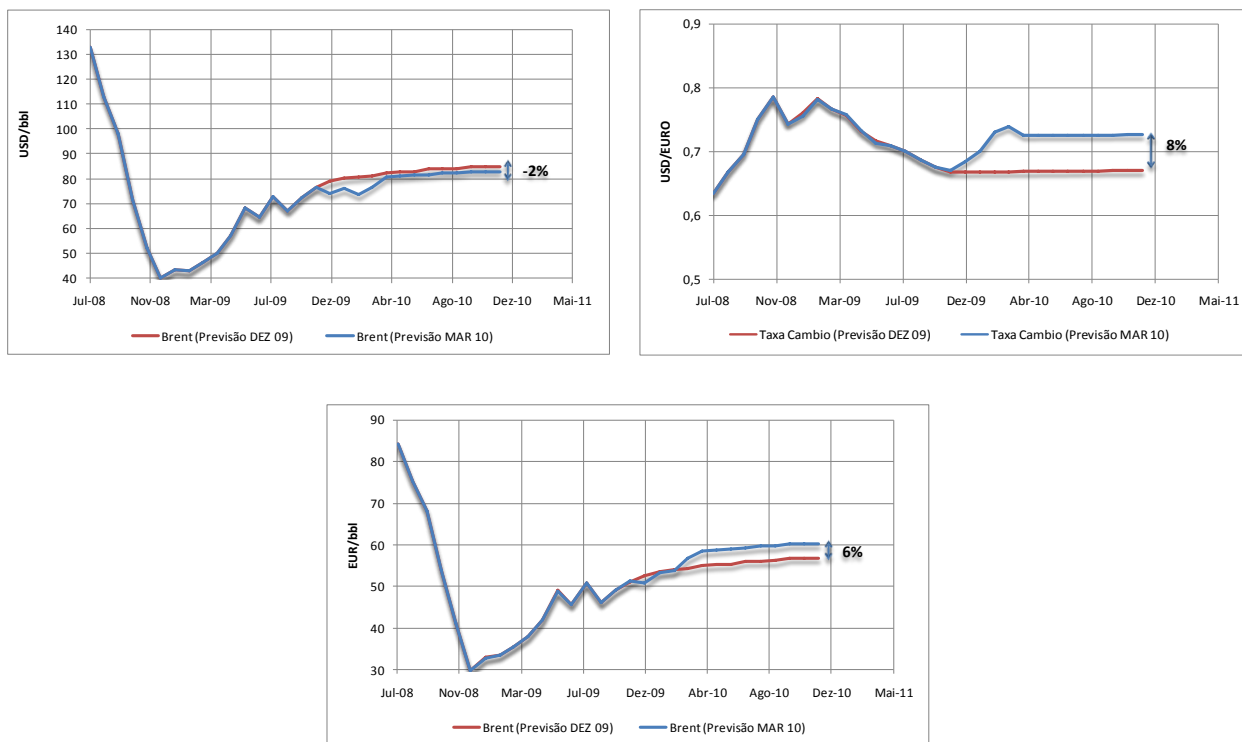 140
130
120
110
100
90
80
70
60
50
40
USD/bbl
-2%
Jul-08 Nov-08 Mar-09 Jul-09 Dez-09 Abr-10 Ago-10 Dez-10 Mai-11
Brent (Previsão DEZ 09) Brent (Previsão MAR 10)
0,9
0,8
0,7
0,6
0,5
USD/EURO
8%
Jul-08 Nov-08 Mar-09 Jul-09 Dez-09 Abr-10 Ago-10 Dez-10 Mai-11
Taxa Cambio (Previsão DEZ 09) Taxa Cambio (Previsão MAR 10)
90
80
70
60
50
40
30
EUR/bbl
6%
Jul-08 Nov-08 Mar-09 Jul-09 Dez-09 Abr-10 Ago-10 Dez-10 Mai-11
Brent (Previsão DEZ 09) Brent (Previsão MAR 10)